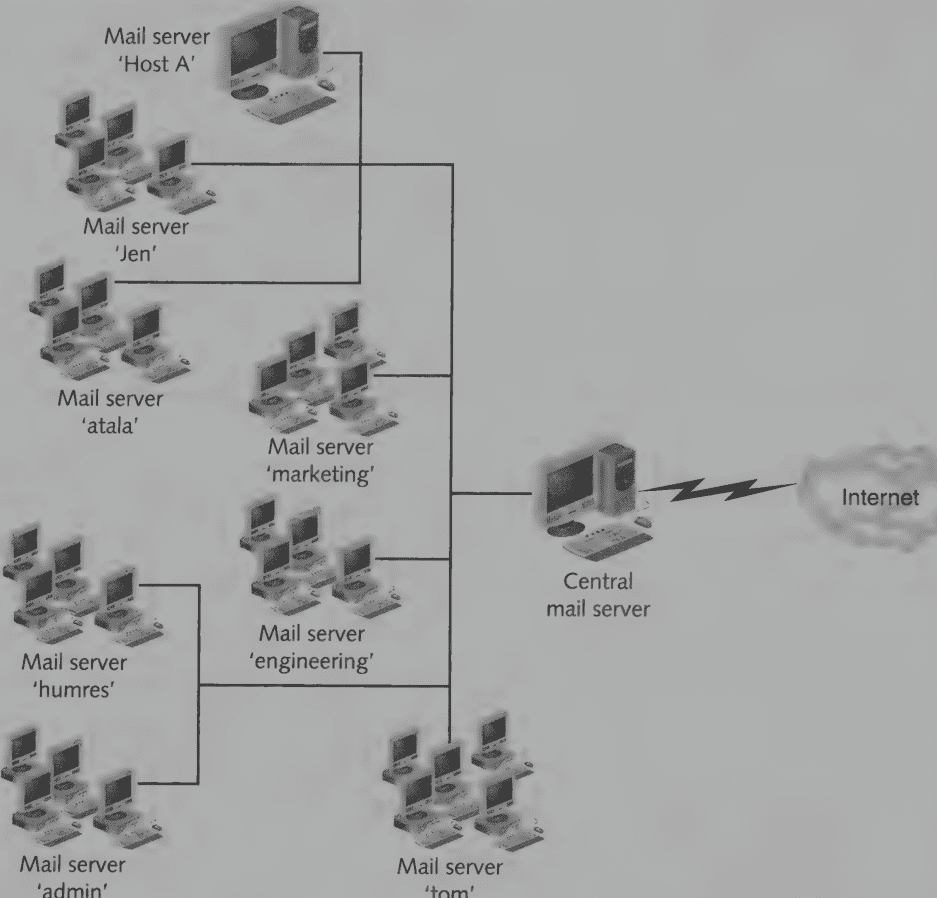 Mail server
‘Host A’
Mail server
‘Jen’
Mail server
‘atala’
Mail server
‘marketing’
Internet
Central
mail server
Mail server
‘engineering’
Mail server
‘humres’
Mail server
‘admin’
Mail server
‘tom’